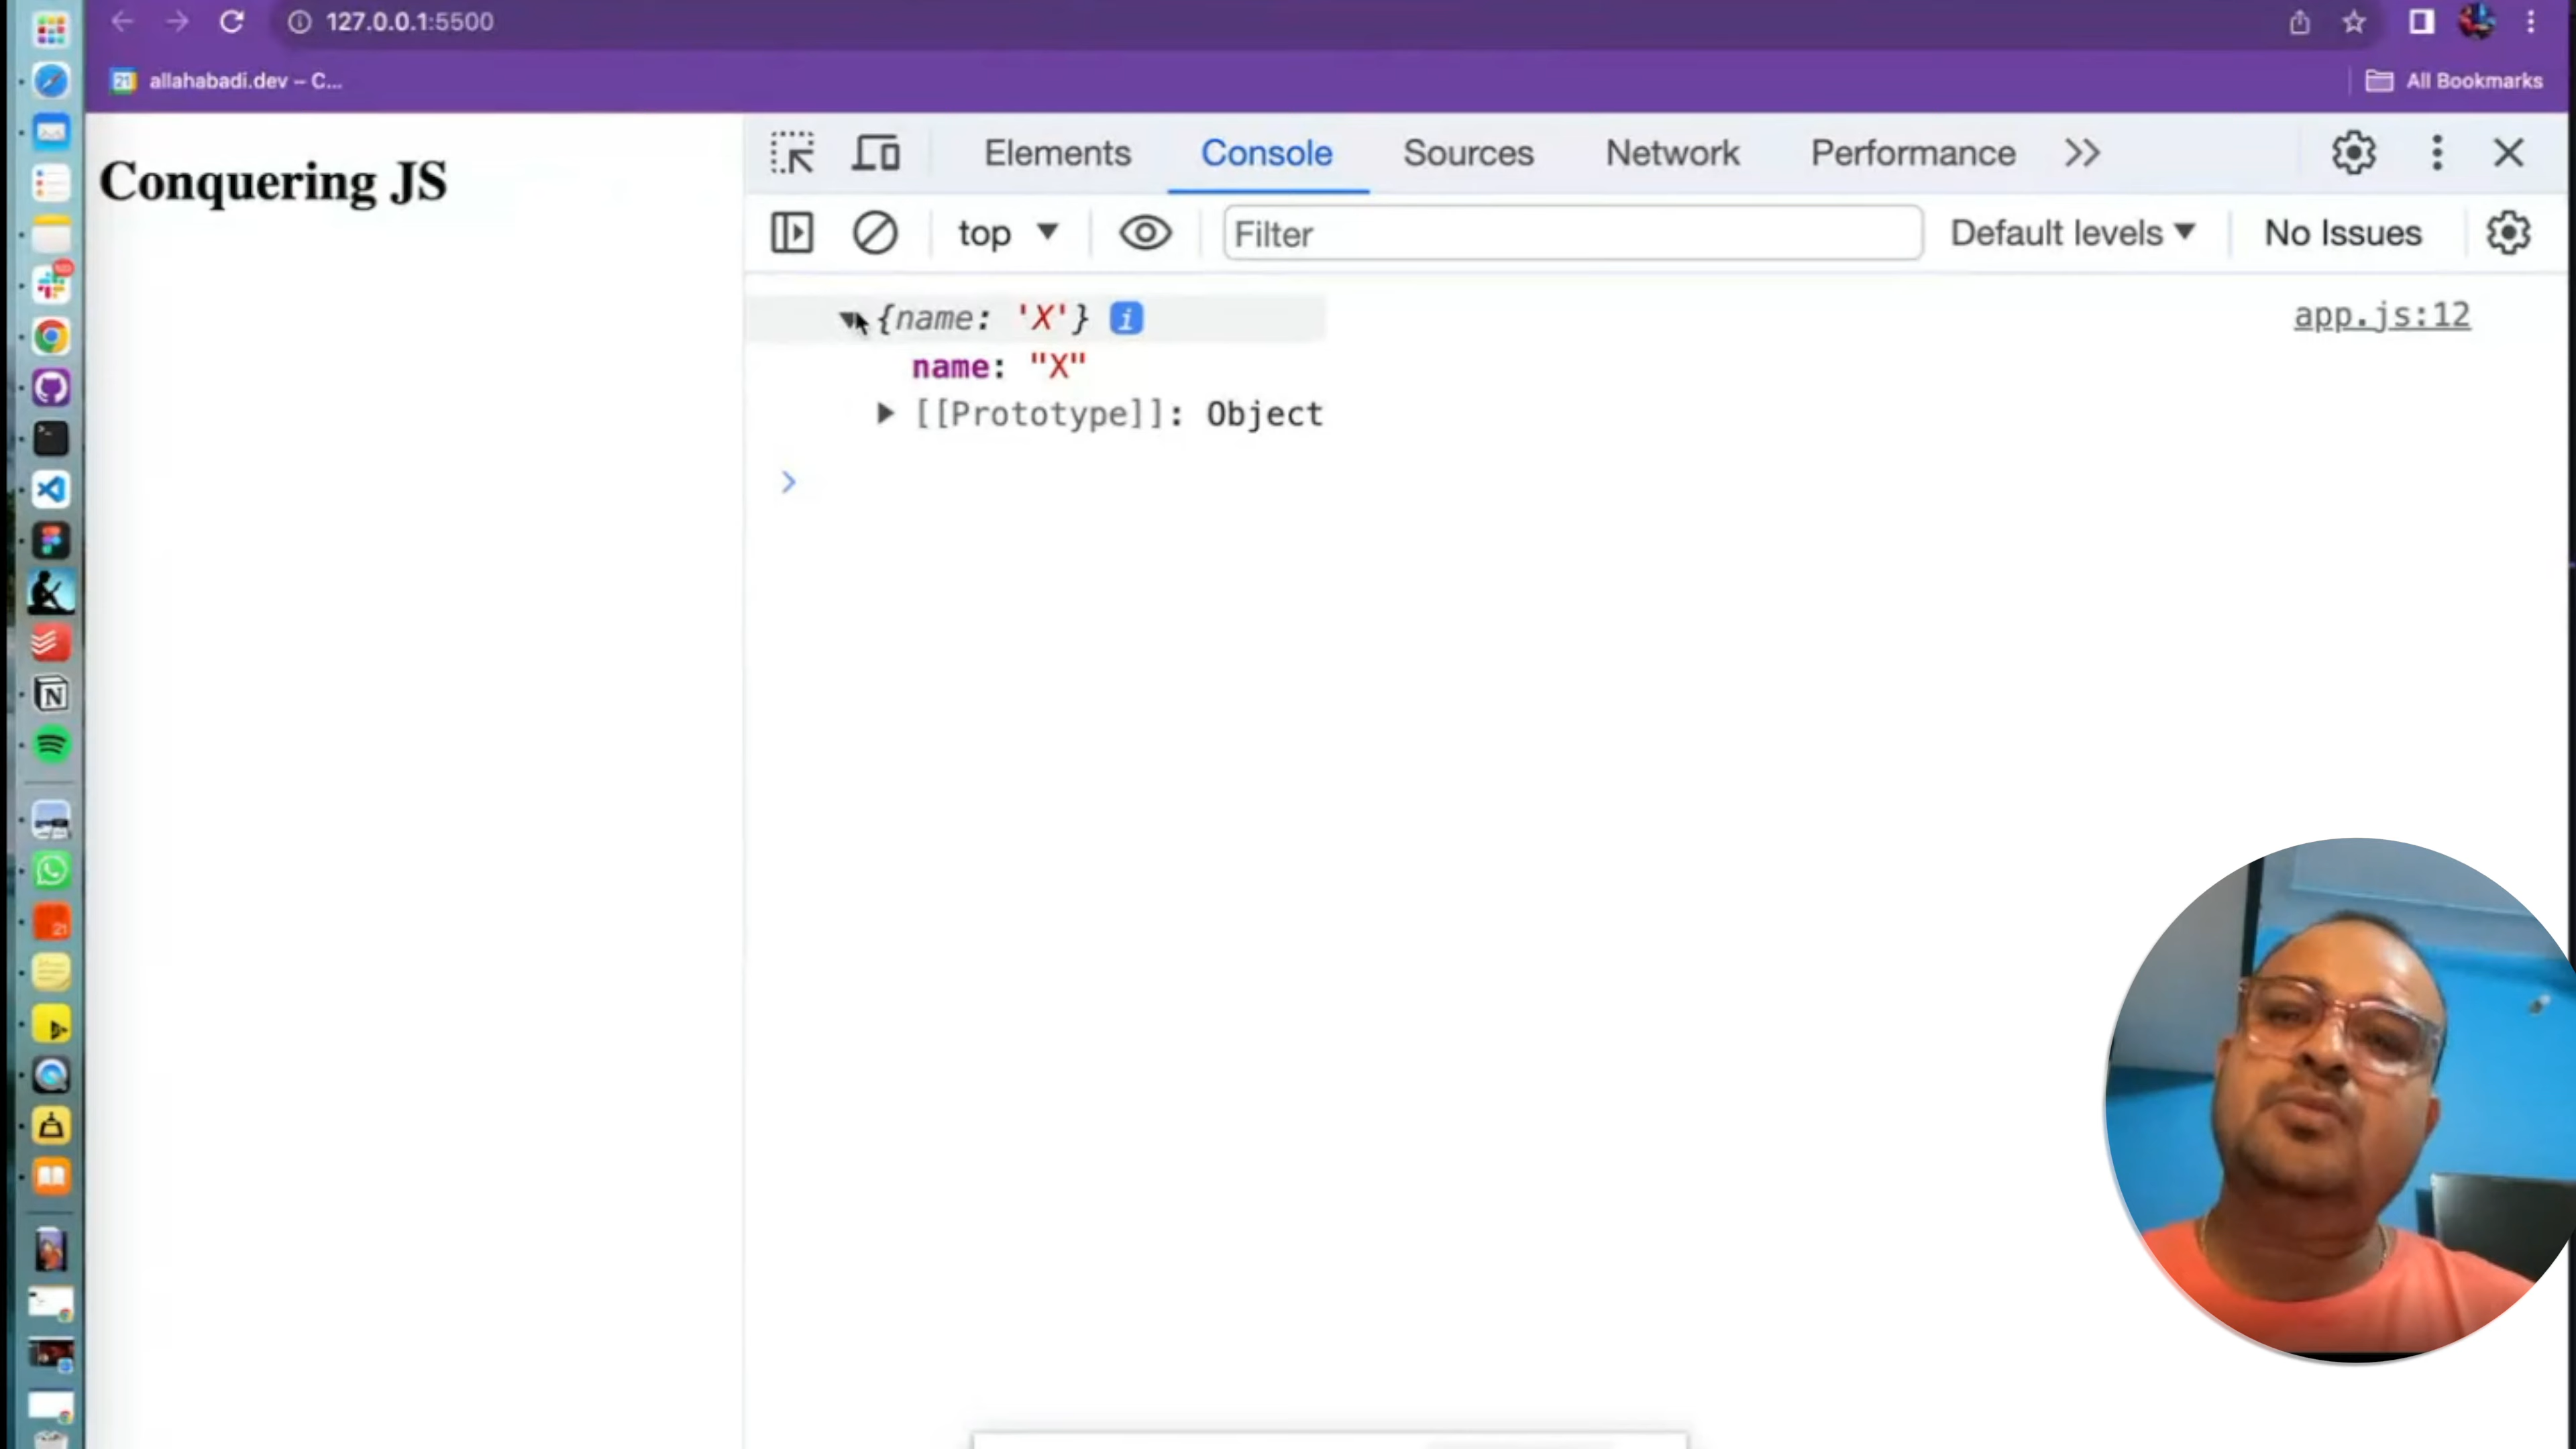 127.0.0.1:5500
allahabadi.dev – C...
All Bookmarks
Conquering JS
Elements Console Sources Network Performance
top Filter Default levels No Issues
{name: 'X'} i app.js:12
name: "X"
[[Prototype]]: Object